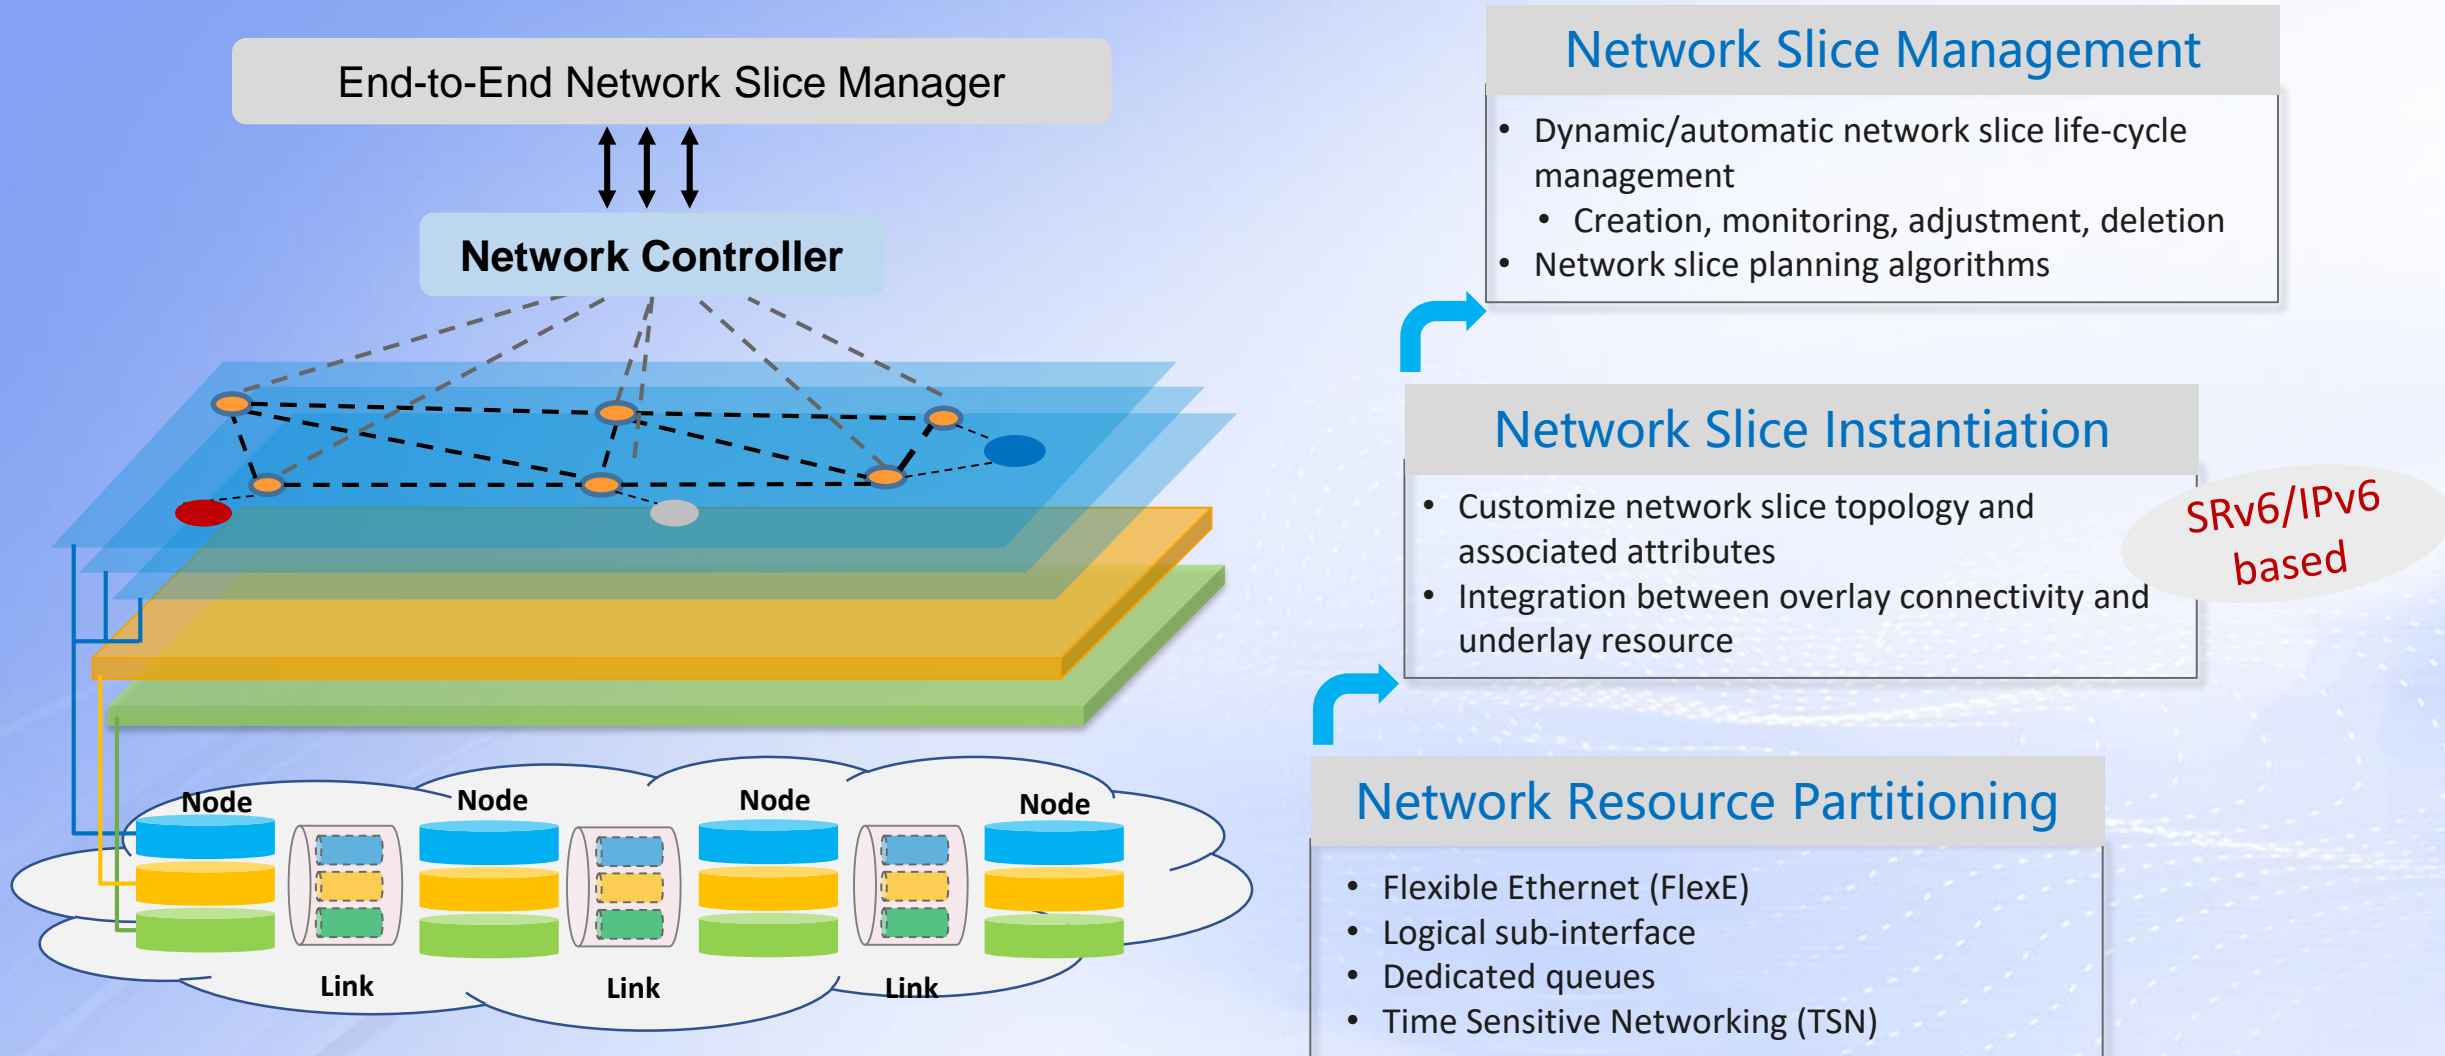 End-to-End Network Slice Manager
Network Controller
Node
Node
Node
Node
Link
Link
Link
Network Slice Management
• Dynamic/automatic network slice life-cycle
management
• Creation, monitoring, adjustment, deletion
• Network slice planning algorithms
Network Slice Instantiation
• Customize network slice topology and
associated attributes
• Integration between overlay connectivity and
underlay resource
SRv6/IPv6
based
Network Resource Partitioning
• Flexible Ethernet (FlexE)
• Logical sub-interface
• Dedicated queues
• Time Sensitive Networking (TSN)